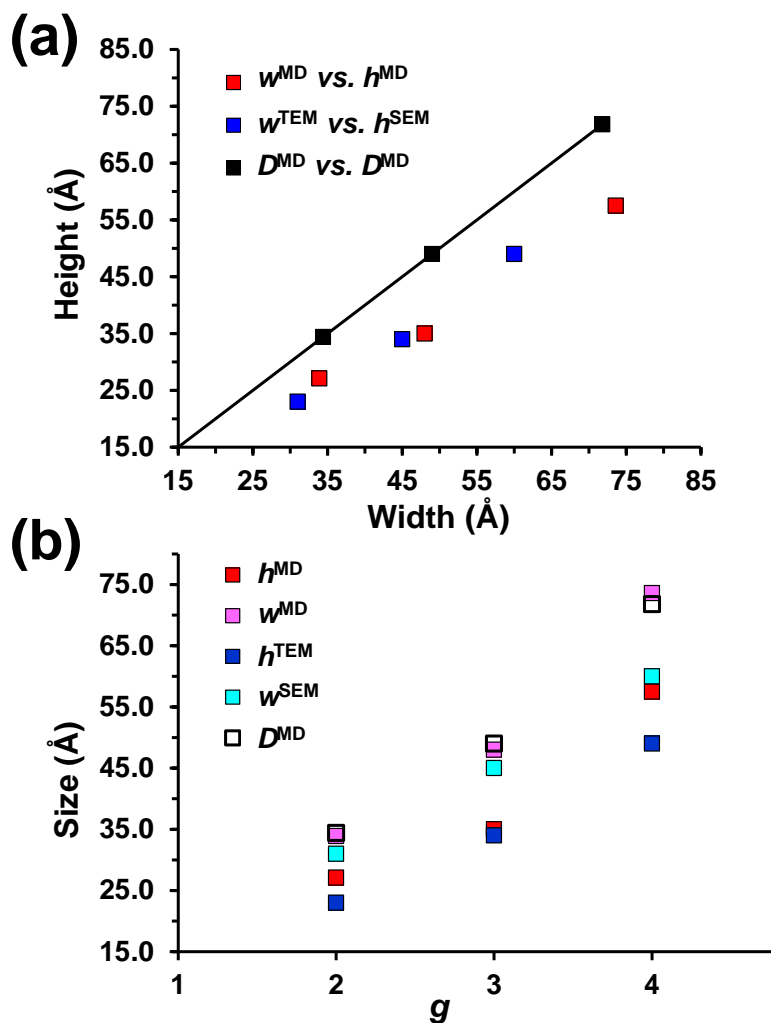 (a)
85.0
75.0
65.0
55.0
45.0
35.0
25.0
15.0
Height (Å)
w^MD vs. h^MD
w^TEM vs. h^SEM
D^MD vs. D^MD
15 25 35 45 55 65 75 85
Width (Å)
(b)
75.0
65.0
55.0
45.0
35.0
25.0
15.0
Size (Å)
h^MD
w^MD
h^TEM
w^SEM
D^MD
1 2 3 4
g